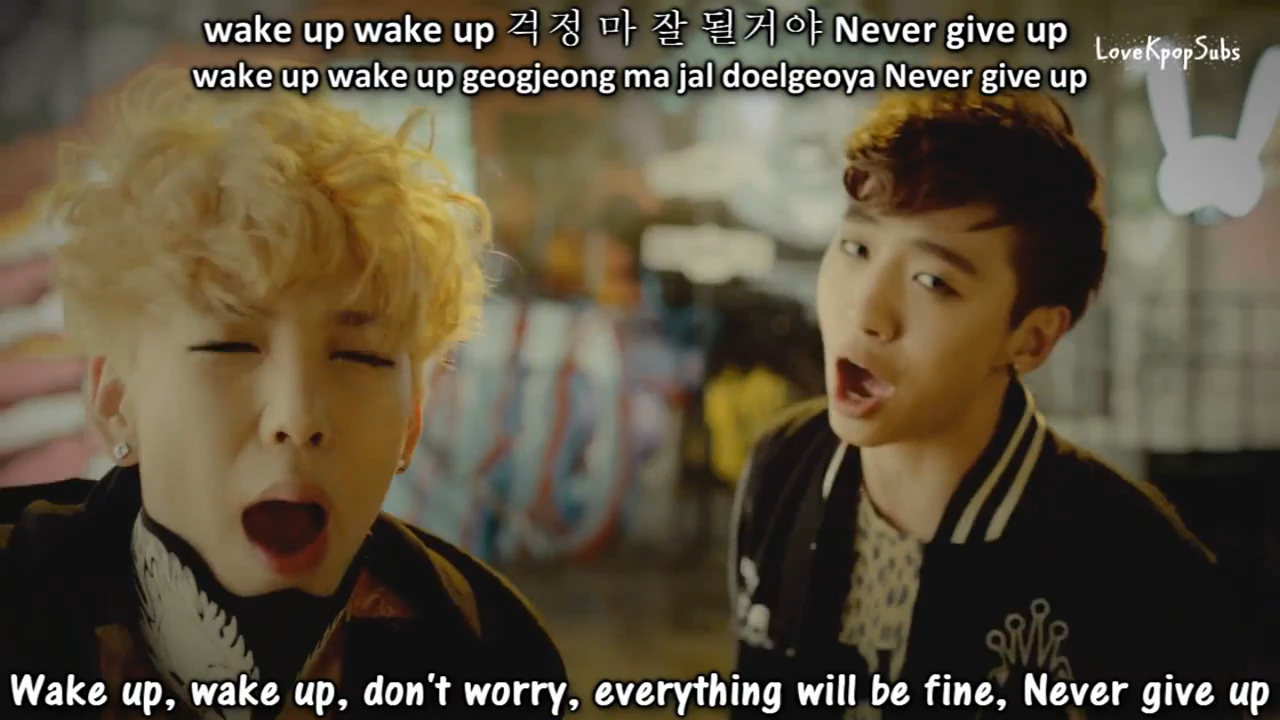 wake up wake up 걱정 마 잘 될거야 Never give up
LoveKpopSubs
wake up wake up geogjeong ma jal doelgeoya Never give up
Wake up, wake up, don't worry, everything will be fine, Never give up